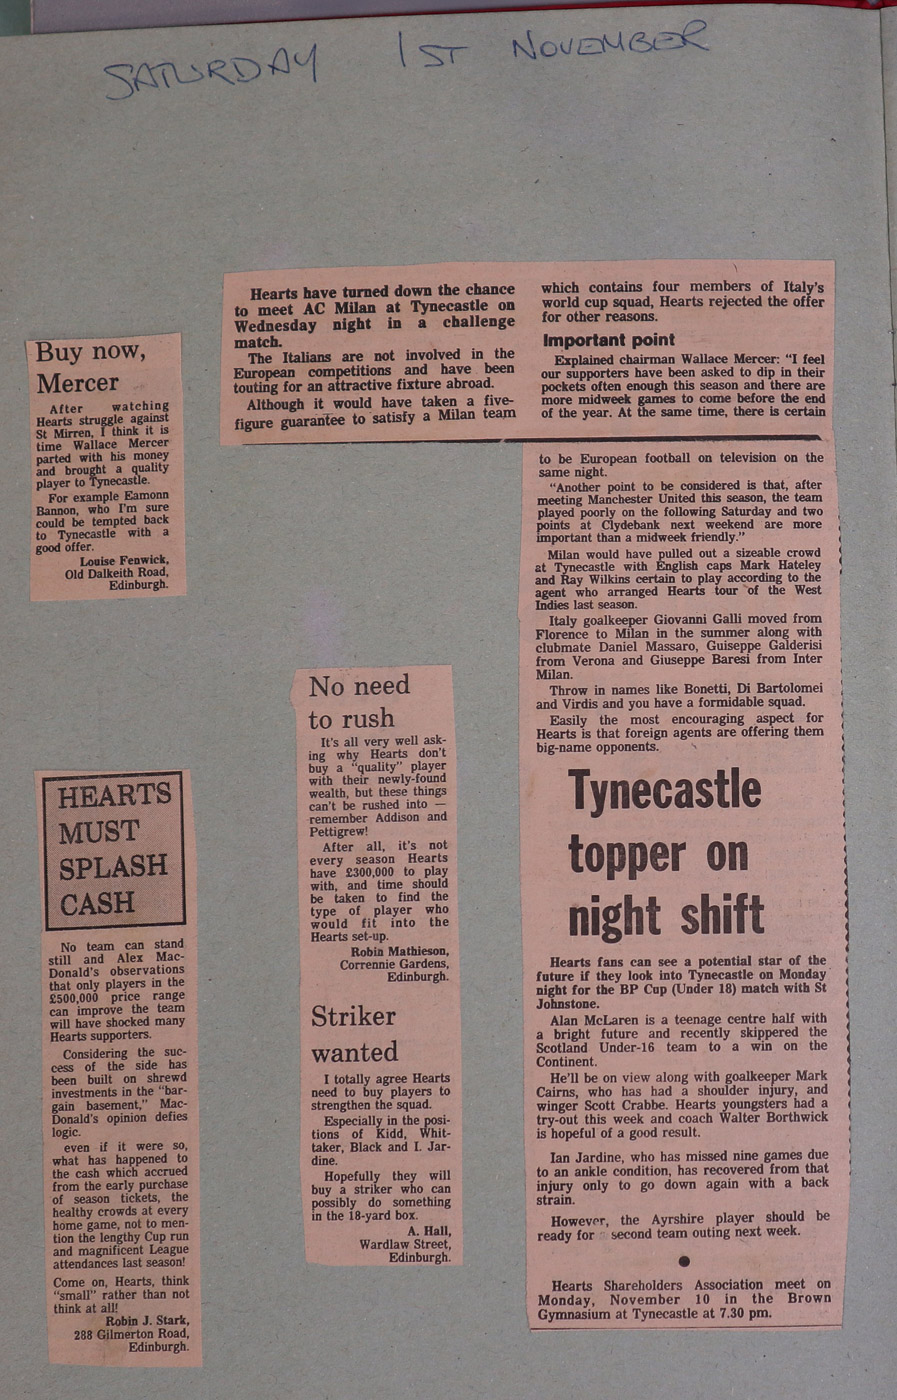 SATURDAY 1ST NOVEMBER
Buy now,
Mercer
After watching
Hearts struggle against
St Mirren, I think it is
time Wallace Mercer
parted with his money
and brought a quality
player to Tynecastle.
For example Eamonn
Bannon, who I'm sure
could be tempted back
to Tynecastle with a
good offer.
Louise Fenwick,
Old Dalkeith Road,
Edinburgh.
HEARTS
MUST
SPLASH
CASH
No team can stand
still and Alex Mac-
Donald's observations
that only players in the
£500,000 price range
can improve the team
will have shocked many
Hearts supporters.
Considering the suc-
cess of the side has
been built on shrewd
investments in the "bar-
gain basement," Mac-
Donald's opinion defies
logic.
even if it were so,
what has happened to
the cash which accrued
from the early purchase
of season tickets, the
healthy crowds at every
home game, not to men-
tion the lengthy Cup run
and magnificent League
attendances last season!
Come on, Hearts, think
"small" rather than not
think at all!
Robin J. Stark,
288 Gilmerton Road,
Edinburgh.
No need
to rush
It's all very well ask-
ing why Hearts don't
buy a "quality" player
with their newly-found
wealth, but these things
can't be rushed into —
remember Addison and
Pettigrew!
After all, it's not
every season Hearts
have £300,000 to play
with, and time should
be taken to find the
type of player who
would fit into the
Hearts set-up.
Robin Mathieson,
Correnie Gardens,
Edinburgh.
Striker
wanted
I totally agree Hearts
need to buy players to
strengthen the squad.
Especially in the posi-
tions of Kidd, Whit-
taker, Black and I. Jar-
dine.
Hopefully they will
buy a striker who can
possibly do something
in the 18-yard box.
A. Hall,
Wardlaw Street,
Edinburgh.
Hearts have turned down the chance
to meet AC Milan at Tynecastle on
Wednesday night in a challenge
match.
The Italians are not involved in the
European competitions and have been
touting for an attractive fixture abroad.
Although it would have taken a five-
figure guarantee to satisfy a Milan team
which contains four members of Italy's
world cup squad, Hearts rejected the offer
for other reasons.
Important point
Explained chairman Wallace Mercer: "I feel
our supporters have been asked to dip in their
pockets often enough this season and there are
more midweek games to come before the end
of the year. At the same time, there is certain
to be European football on television on the
same night.
"Another point to be considered is that, after
meeting Manchester United this season, the team
played poorly on the following Saturday and two
points at Clydebank next weekend are more
important than a midweek friendly."
Milan would have pulled out a sizeable crowd
at Tynecastle with English caps Mark Hateley
and Ray Wilkins certain to play according to the
agent who arranged Hearts tour of the West
Indies last season.
Italy goalkeeper Giovanni Galli moved from
Florence to Milan in the summer along with
clubmate Daniel Massaro, Guiseppe Galderisi
from Verona and Giuseppe Baresi from Inter
Milan.
Throw in names like Bonetti, Di Bartolomei
and Virdis and you have a formidable squad.
Easily the most encouraging aspect for
Hearts is that foreign agents are offering them
big-name opponents.
Tynecastle
topper on
night shift
Hearts fans can see a potential star of the
future if they look into Tynecastle on Monday
night for the BP Cup (Under 18) match with St
Johnstone.
Alan McLaren is a teenage centre half with
a bright future and recently skippered the
Scotland Under-16 team to a win on the
Continent.
He'll be on view along with goalkeeper Mark
Cairns, who has had a shoulder injury, and
winger Scott Crabbe. Hearts youngsters had a
try-out this week and coach Walter Borthwick
is hopeful of a good result.
Ian Jardine, who has missed nine games due
to an ankle condition, has recovered from that
injury only to go down again with a back
strain.
However, the Ayrshire player should be
ready for second team outing next week.
Hearts Shareholders Association meet on
Monday, November 10 in the Brown
Gymnasium at Tynecastle at 7.30 pm.